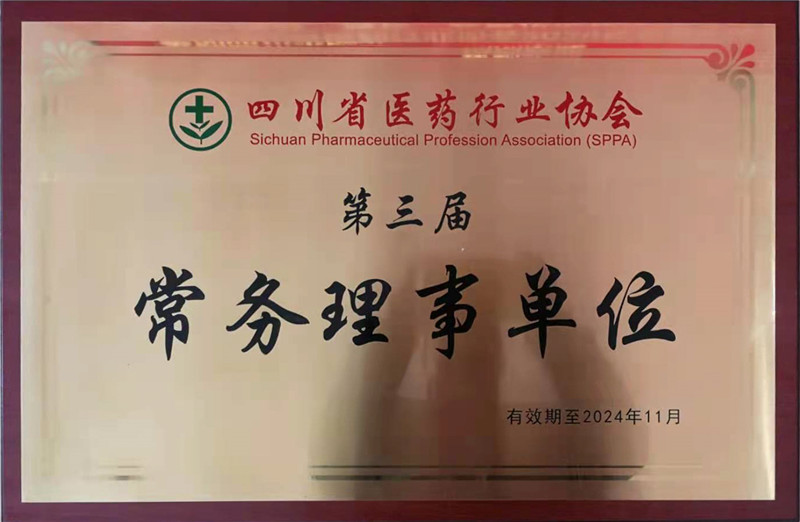 四川省医药行业协会
Sichuan Pharmaceutical Profession Association (SPPA)
第三届
常务理事单位
有效期至2024年11月